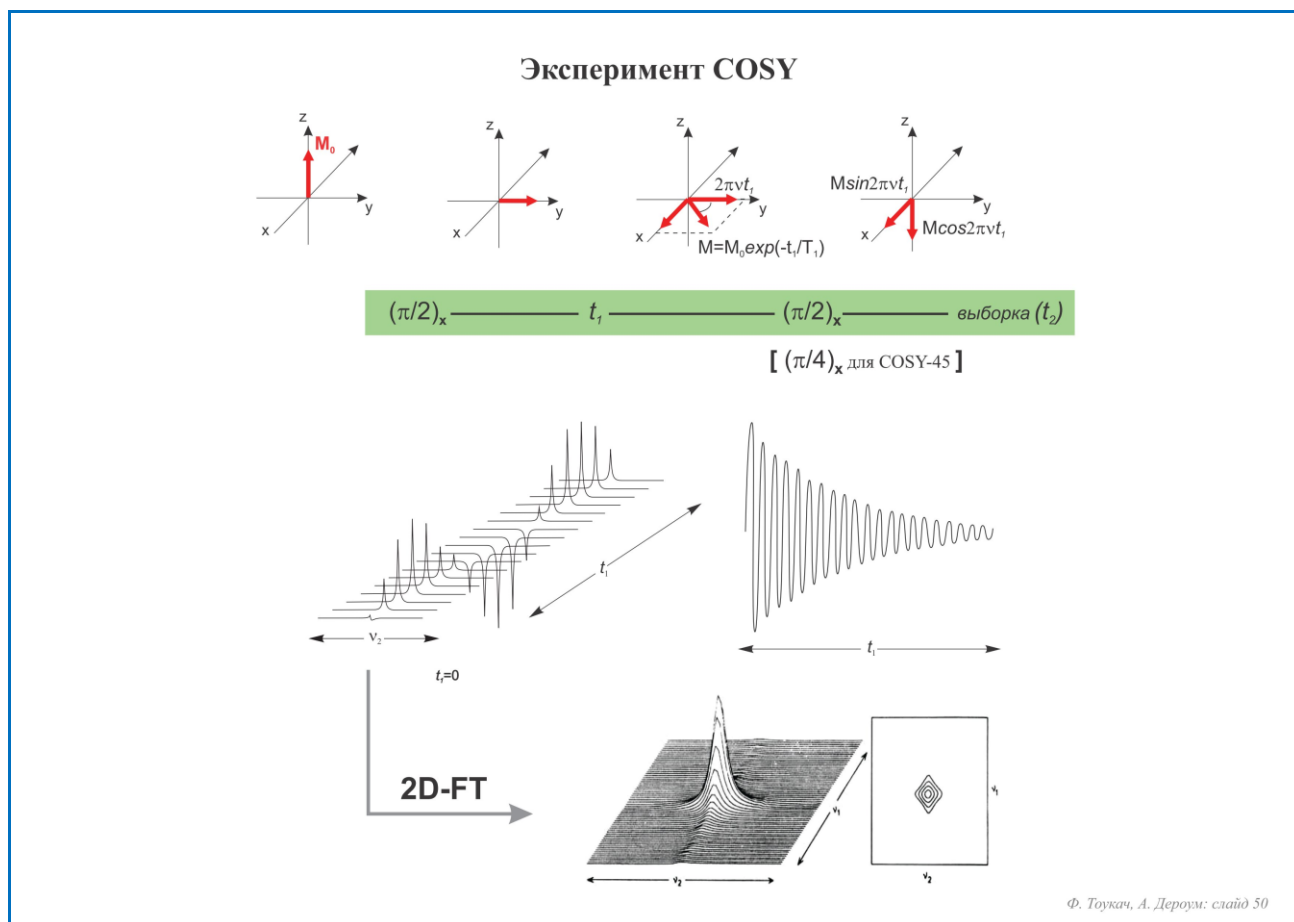 Эксперимент COSY
z
M₀
y
x
z
y
x
z
2πνt₁
y
x
M=M₀exp(-t₁/T₁)
z
Msin2πνt₁
y
x
Mcos2πνt₁
(π/2)ₓ t₁ (π/2)ₓ выборка (t₂)
[ (π/4)ₓ для COSY-45 ]
t₁
ν₂
t₁=0
t₁
2D-FT
ν₁
ν₂
ν₁
ν₂
Ф. Тоукач, А. Дероум: слайд 50